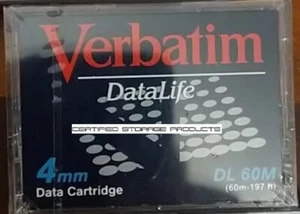 Verbatim
DataLife
CERTIFIED STORAGE PRODUCTS
4mm
DL 60M
Data Cartridge
(60m-197 ft)